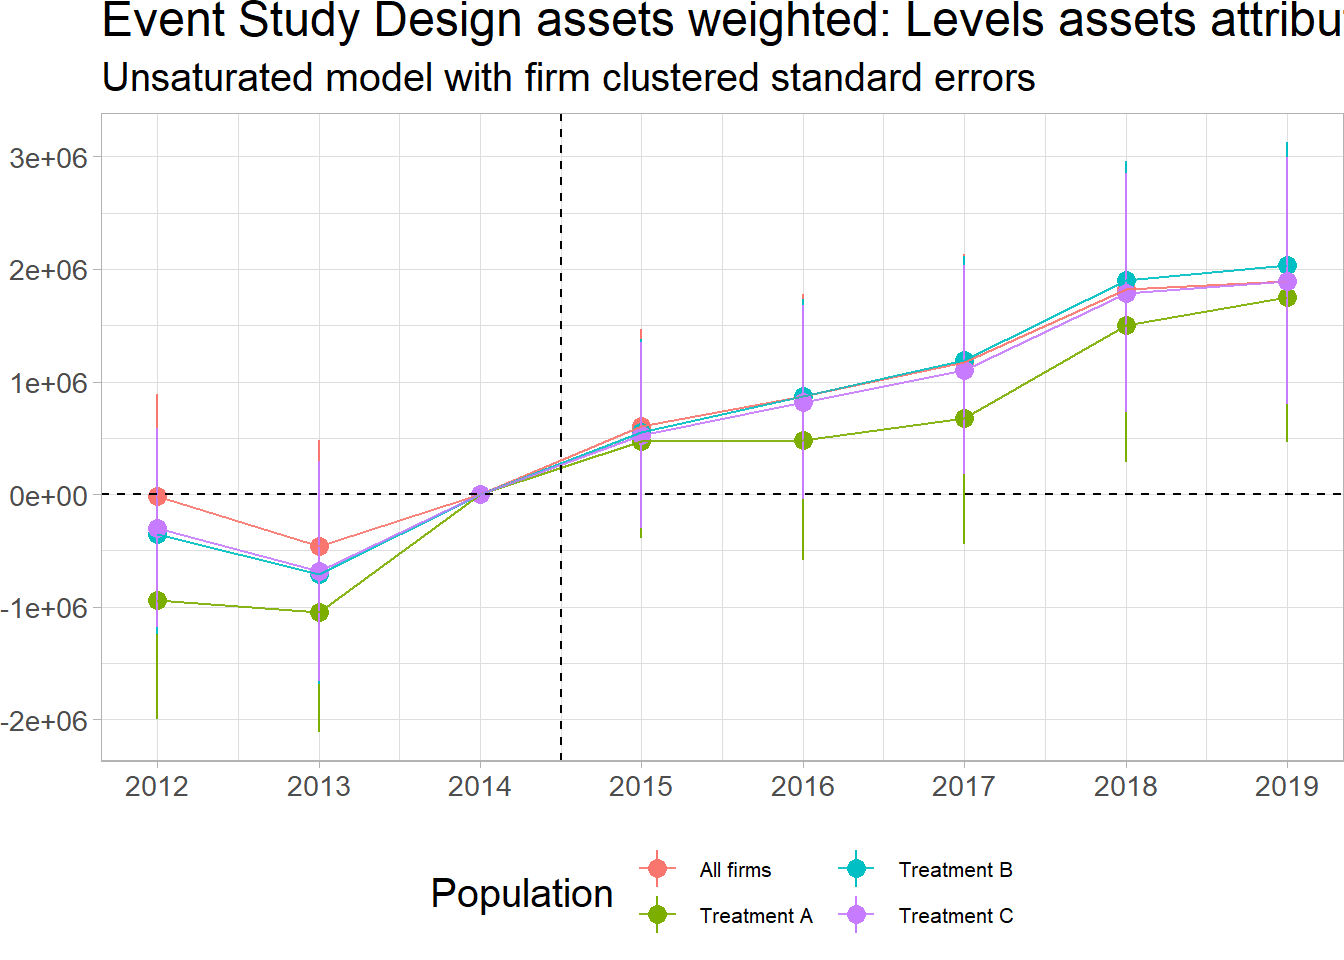 Event Study Design assets weighted: Levels assets attribu
Unsaturated model with firm clustered standard errors
3e+06
2e+06
1e+06
0e+00
-1e+06
-2e+06
2012 2013 2014 2015 2016 2017 2018 2019
Population
All firms Treatment B
Treatment A Treatment C